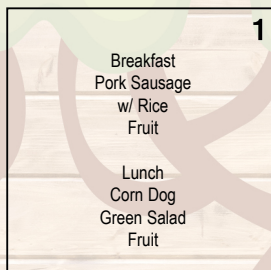 1
Breakfast
Pork Sausage
w/ Rice
Fruit
Lunch
Corn Dog
Green Salad
Fruit